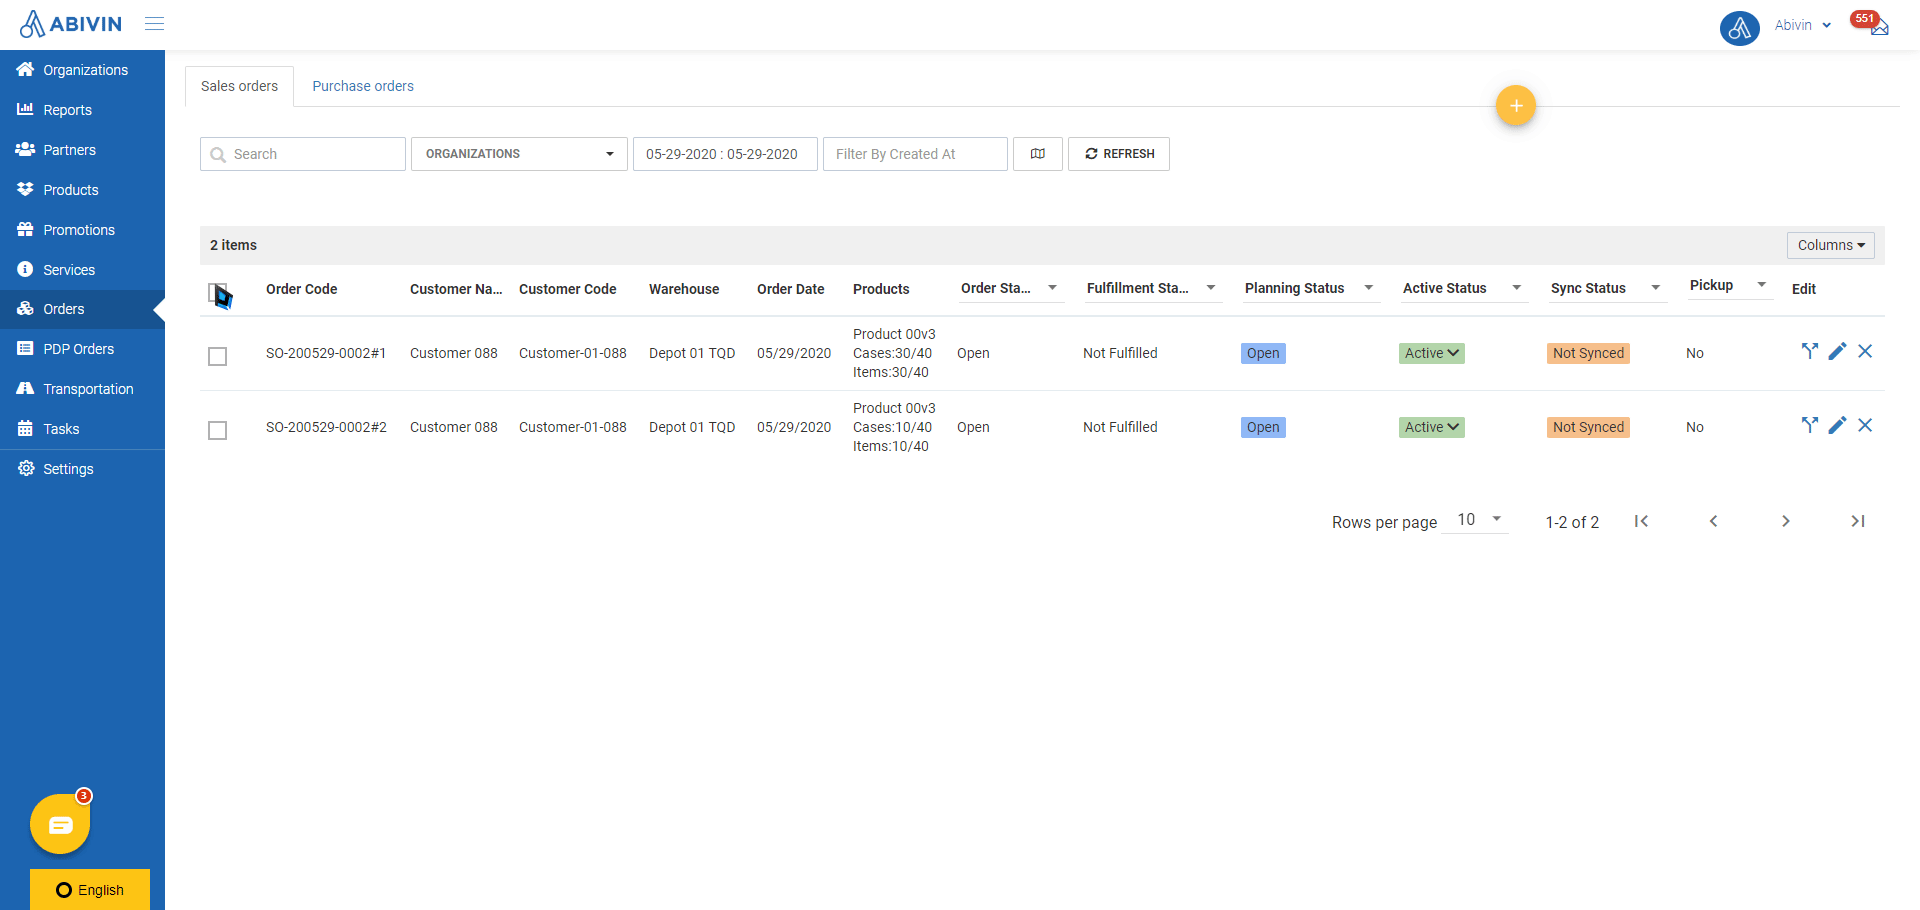 ABIVIN
Abivin
551
Organizations
Reports
Partners
Products
Promotions
Services
Orders
PDP Orders
Transportation
Tasks
Settings
3
English
Sales orders
Purchase orders
+
Search
ORGANIZATIONS
05-29-2020 : 05-29-2020
Filter By Created At
REFRESH
2 items
Columns
Order Code
Customer Na...
Customer Code
Warehouse
Order Date
Products
Order Sta...
Fulfillment Sta...
Planning Status
Active Status
Sync Status
Pickup
Edit
SO-200529-0002#1
Customer 088
Customer-01-088
Depot 01 TQD
05/29/2020
Product 00v3
Cases:30/40
Items:30/40
Open
Not Fulfilled
Open
Active
Not Synced
No
SO-200529-0002#2
Customer 088
Customer-01-088
Depot 01 TQD
05/29/2020
Product 00v3
Cases:10/40
Items:10/40
Open
Not Fulfilled
Open
Active
Not Synced
No
Rows per page
10
1-2 of 2